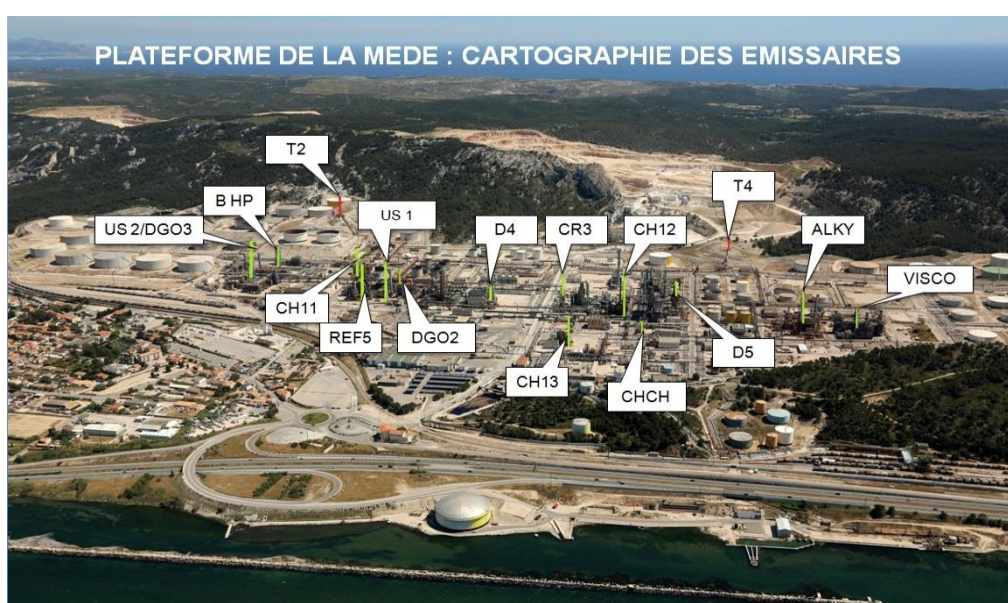 PLATEFORME DE LA MEDE : CARTOGRAPHIE DES EMISSAIRES
T2
T4
B HP
US 1
US 2/DGO3
D4
CR3
CH12
ALKY
VISCO
CH11
REF5
DGO2
D5
CH13
CHCH